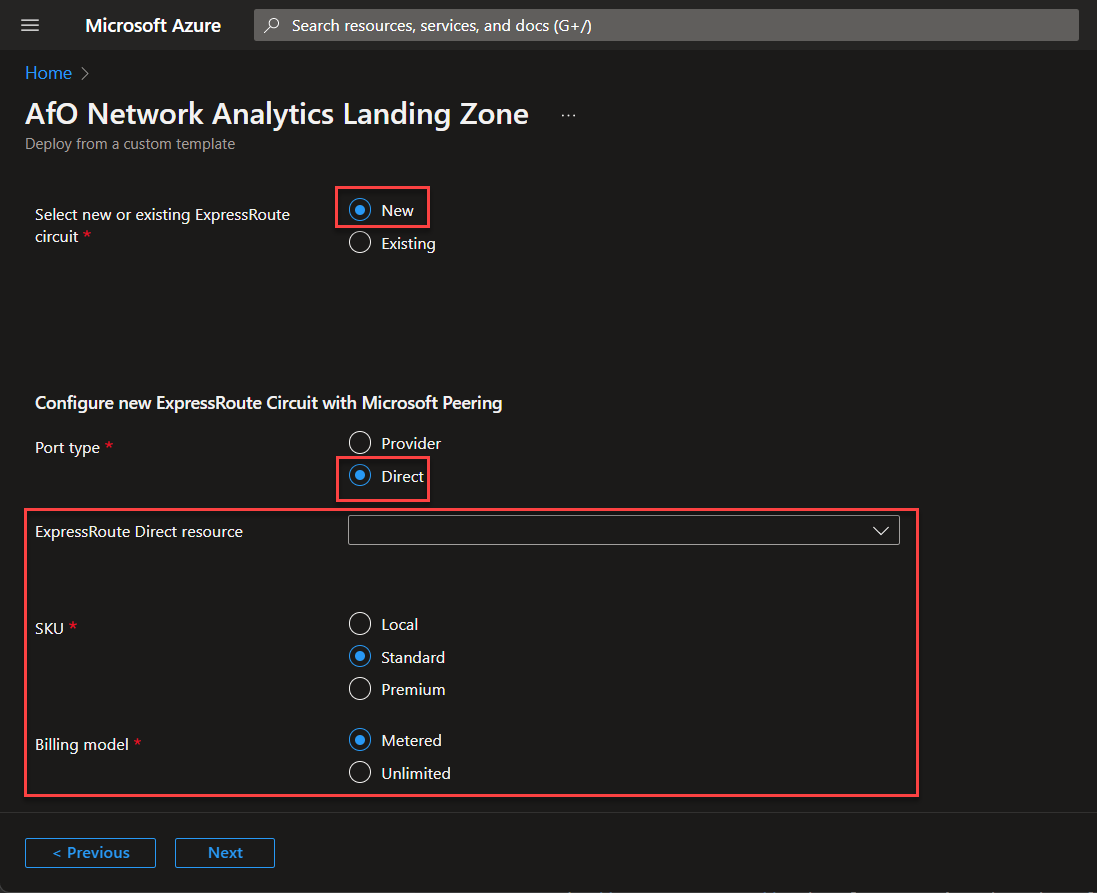 Microsoft Azure
Search resources, services, and docs (G+/)
Home
AfO Network Analytics Landing Zone
...
Deploy from a custom template
Select new or existing ExpressRoute
circuit *
New
Existing
Configure new ExpressRoute Circuit with Microsoft Peering
Port type *
Provider
Direct
ExpressRoute Direct resource
SKU *
Local
Standard
Premium
Billing model *
Metered
Unlimited
< Previous
Next